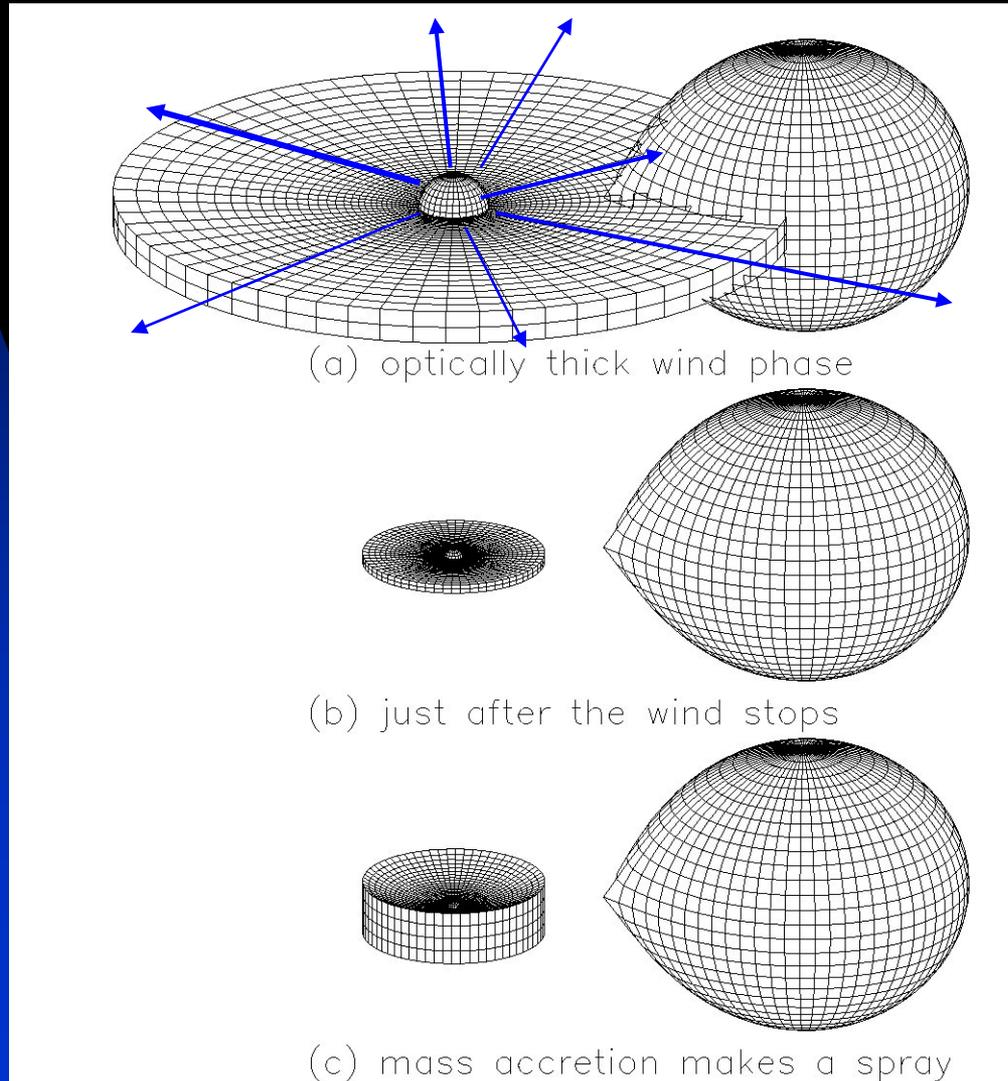 (a) optically thick wind phase
(b) just after the wind stops
(c) mass accretion makes a spray